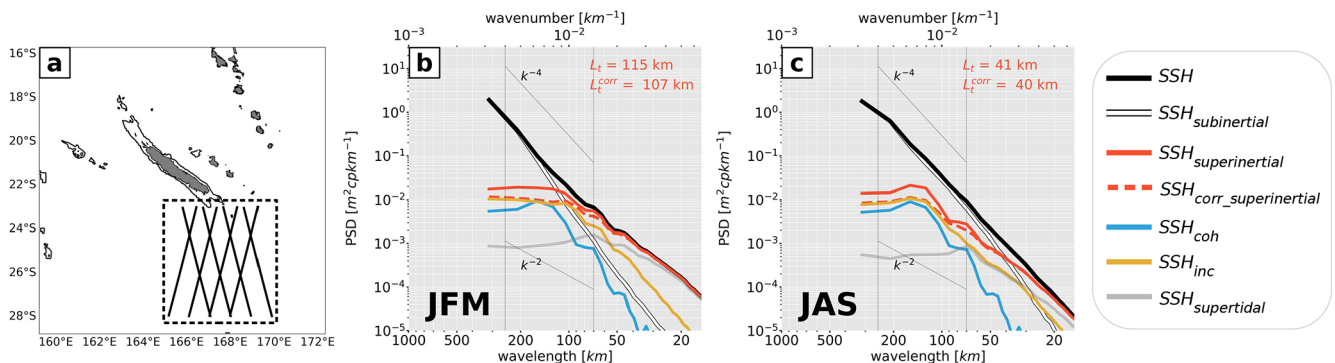 a
16°S
18°S
20°S
22°S
24°S
26°S
28°S
160°E 162°E 164°E 166°E 168°E 170°E 172°E
wavenumber [km⁻¹]
10⁻³ 10⁻²
b
L_t = 115 km
L_t^corr = 107 km
k⁻⁴
k⁻²
JFM
PSD [m²cpkm⁻¹]
10¹
10⁰
10⁻¹
10⁻²
10⁻³
10⁻⁴
10⁻⁵
1000 500 200 100 50 20
wavelength [km]
wavenumber [km⁻¹]
10⁻³ 10⁻²
c
L_t = 41 km
L_t^corr = 40 km
k⁻⁴
k⁻²
JAS
PSD [m²cpkm⁻¹]
10¹
10⁰
10⁻¹
10⁻²
10⁻³
10⁻⁴
10⁻⁵
1000 500 200 100 50 20
wavelength [km]
SSH
SSH_subinertial
SSH_superinertial
SSH_corr_superinertial
SSH_coh
SSH_inc
SSH_supertidal